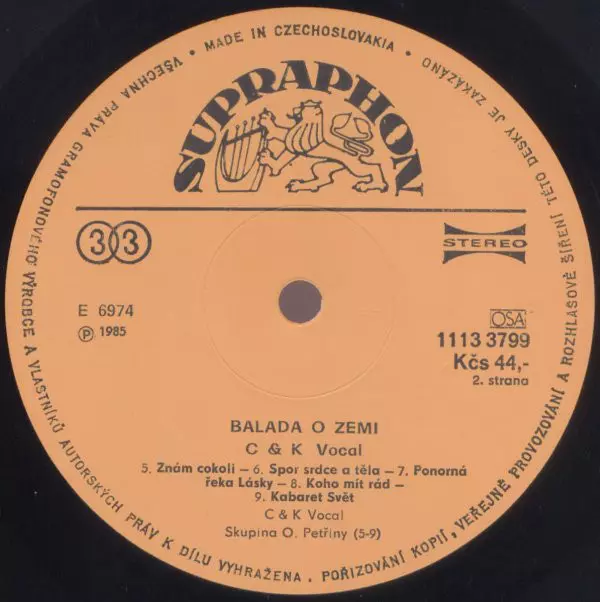 VŠECHNA PRÁVA GRAMOFONOVÉHO VÝROBCE A VLASTNÍKŮ AUTORSKÝCH PRÁV K DÍLU VYHRAŽENA. POŘIZOVÁNÍ KOPIÍ, VEŘEJNÉ PROVOZOVÁNÍ A ROZHLASOVÉ ŠÍŘENÍ TÉTO DESKY JE ZAKÁZÁNO
• MADE IN CZECHOSLOVAKIA •
SUPRAPHON
33
STEREO
E 6974
Ⓟ 1985
OSA
1113 3799
Kčs 44,-
2. strana
BALADA O ZEMI
C & K Vocal
5. Znám cokoli – 6. Spor srdce a těla – 7. Ponorná
řeka Lásky – 8. Koho mít rád –
9. Kabaret Svět
C & K Vocal
Skupina O. Petřiny (5-9)